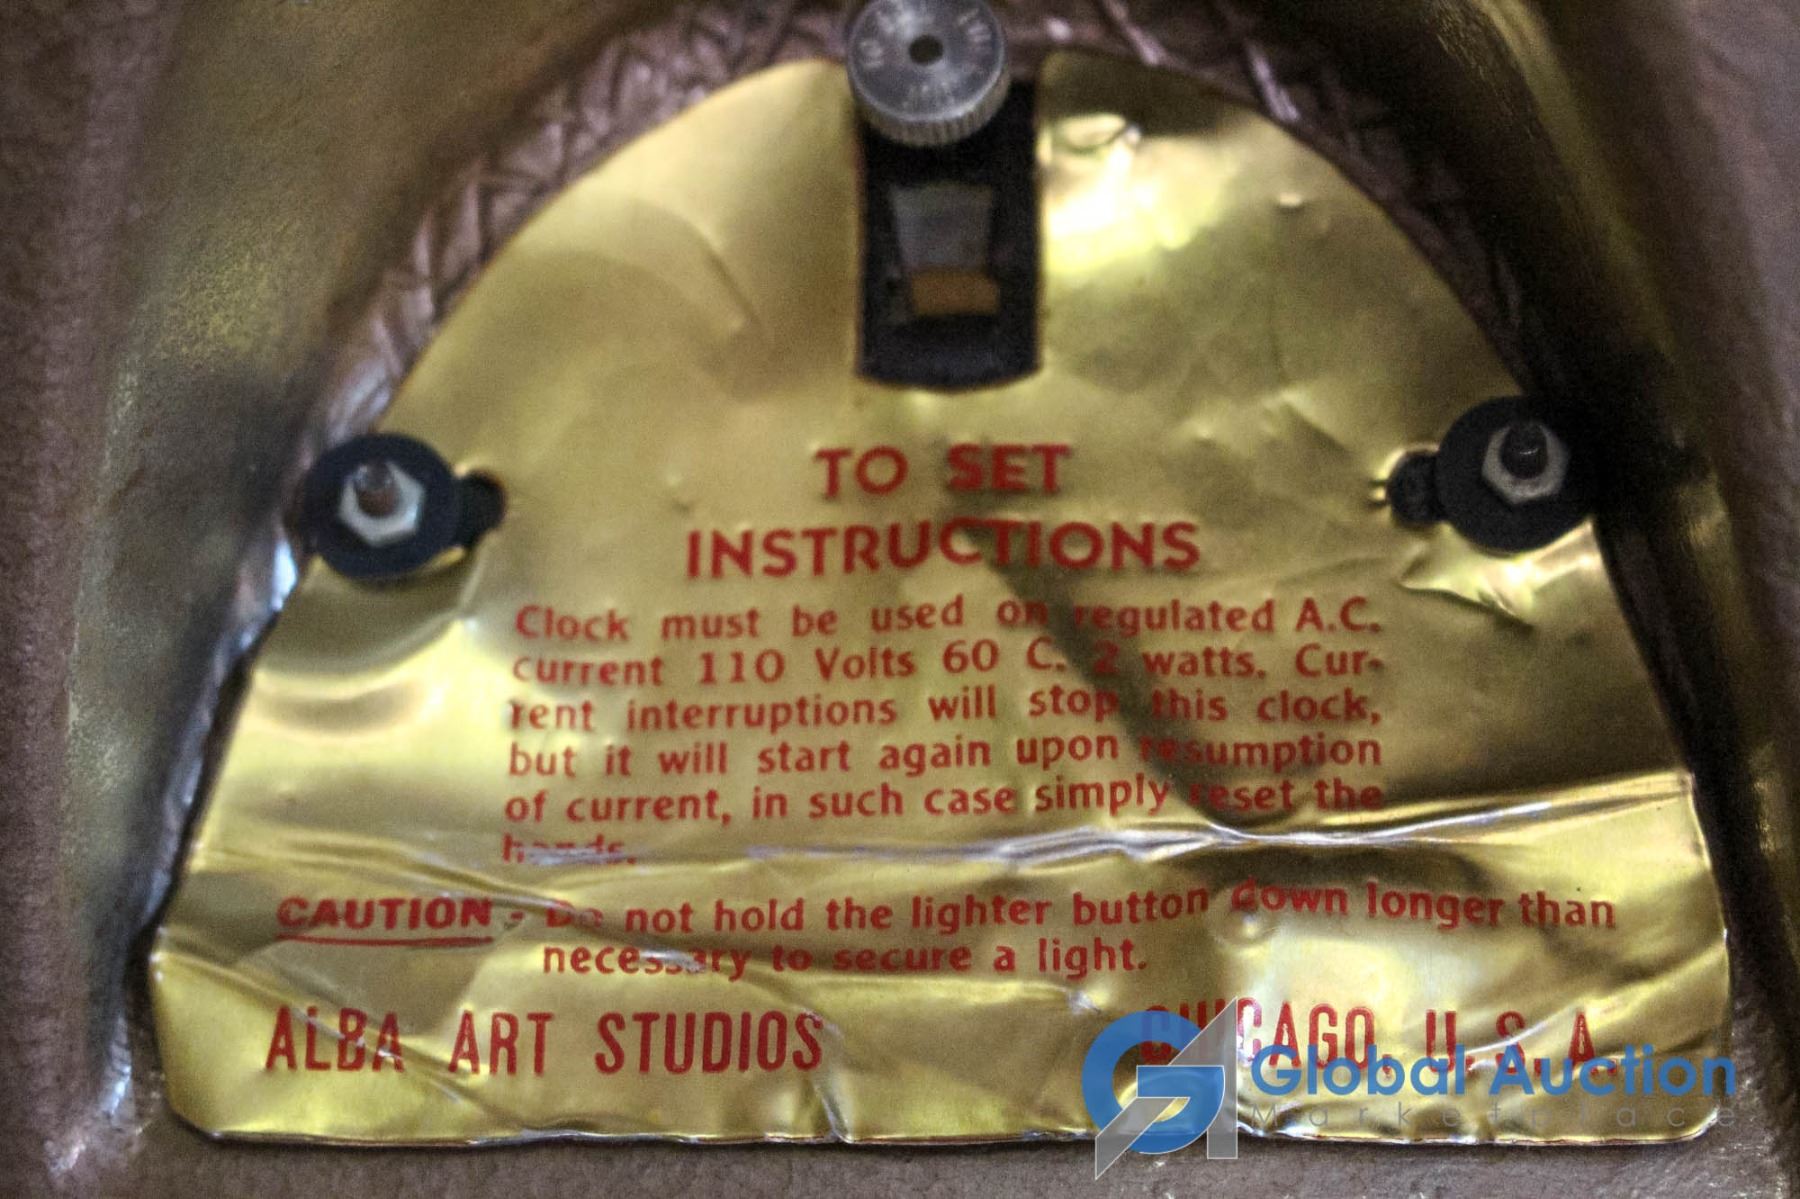 TO SET
INSTRUCTIONS
Clock must be used on regulated A.C.
current 110 Volts 60 C. 2 watts. Cur-
rent interruptions will stop this clock,
but it will start again upon resumption
of current, in such case simply reset the
hands.
CAUTION - Do not hold the lighter button down longer than
necessary to secure a light.
ALBA ART STUDIOS CHICAGO, U. S. A.
Global Auction
Marketplace